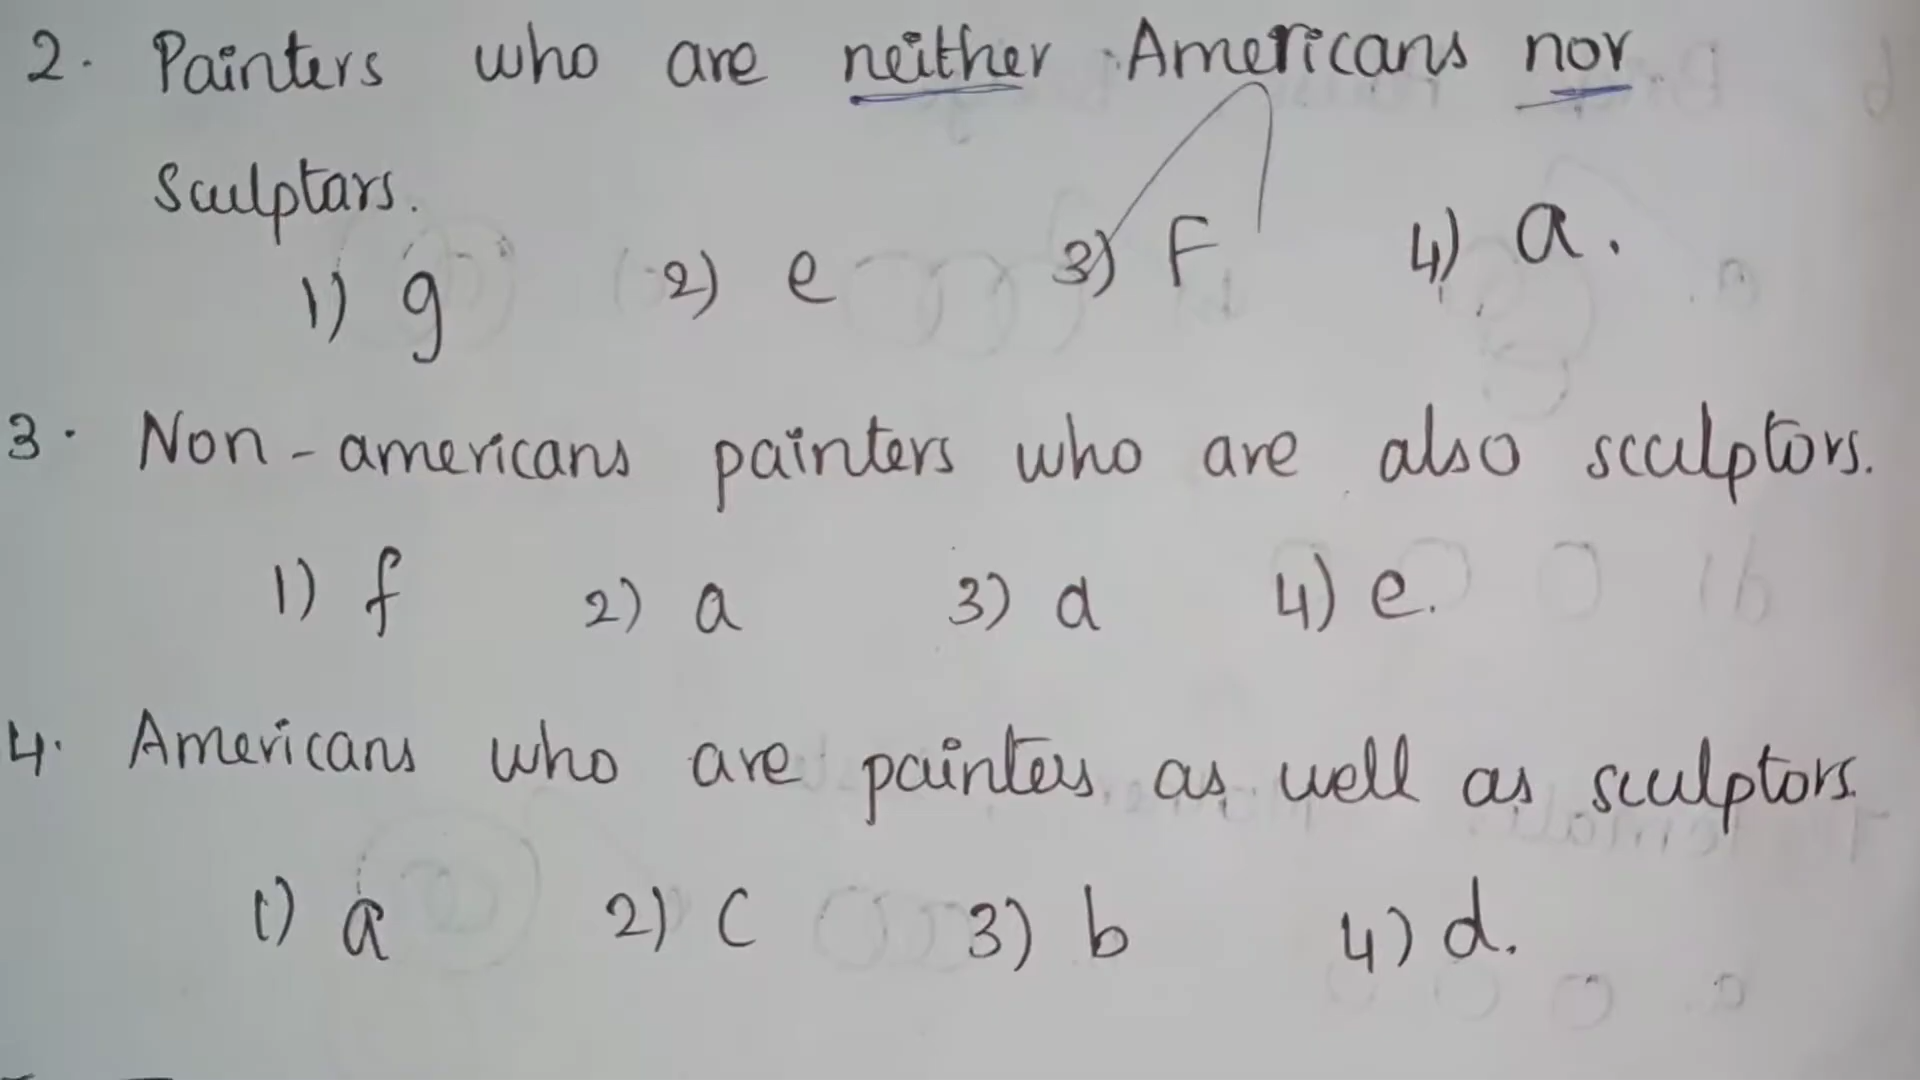 2. Painters who are neither Americans nor
Sculptars.
1) g 2) e 3) F 4) a.
3. Non-americans painters who are also sculptors.
1) f 2) a 3) d 4) e.
4. Americans who are painters as well as sculptors.
1) a 2) c 3) b 4) d.